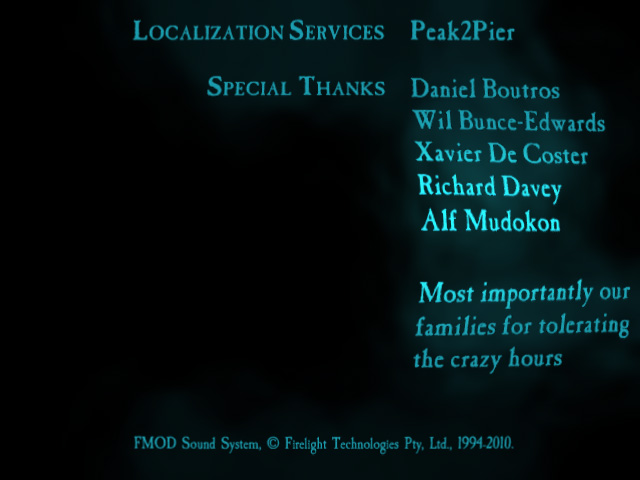 LOCALIZATION SERVICES Peak2Pier
SPECIAL THANKS Daniel Boutros
Wil Bunce-Edwards
Xavier De Coster
Richard Davey
Alf Mudokon
Most importantly our
families for tolerating
the crazy hours
FMOD Sound System, © Firelight Technologies Pty, Ltd., 1994-2010.